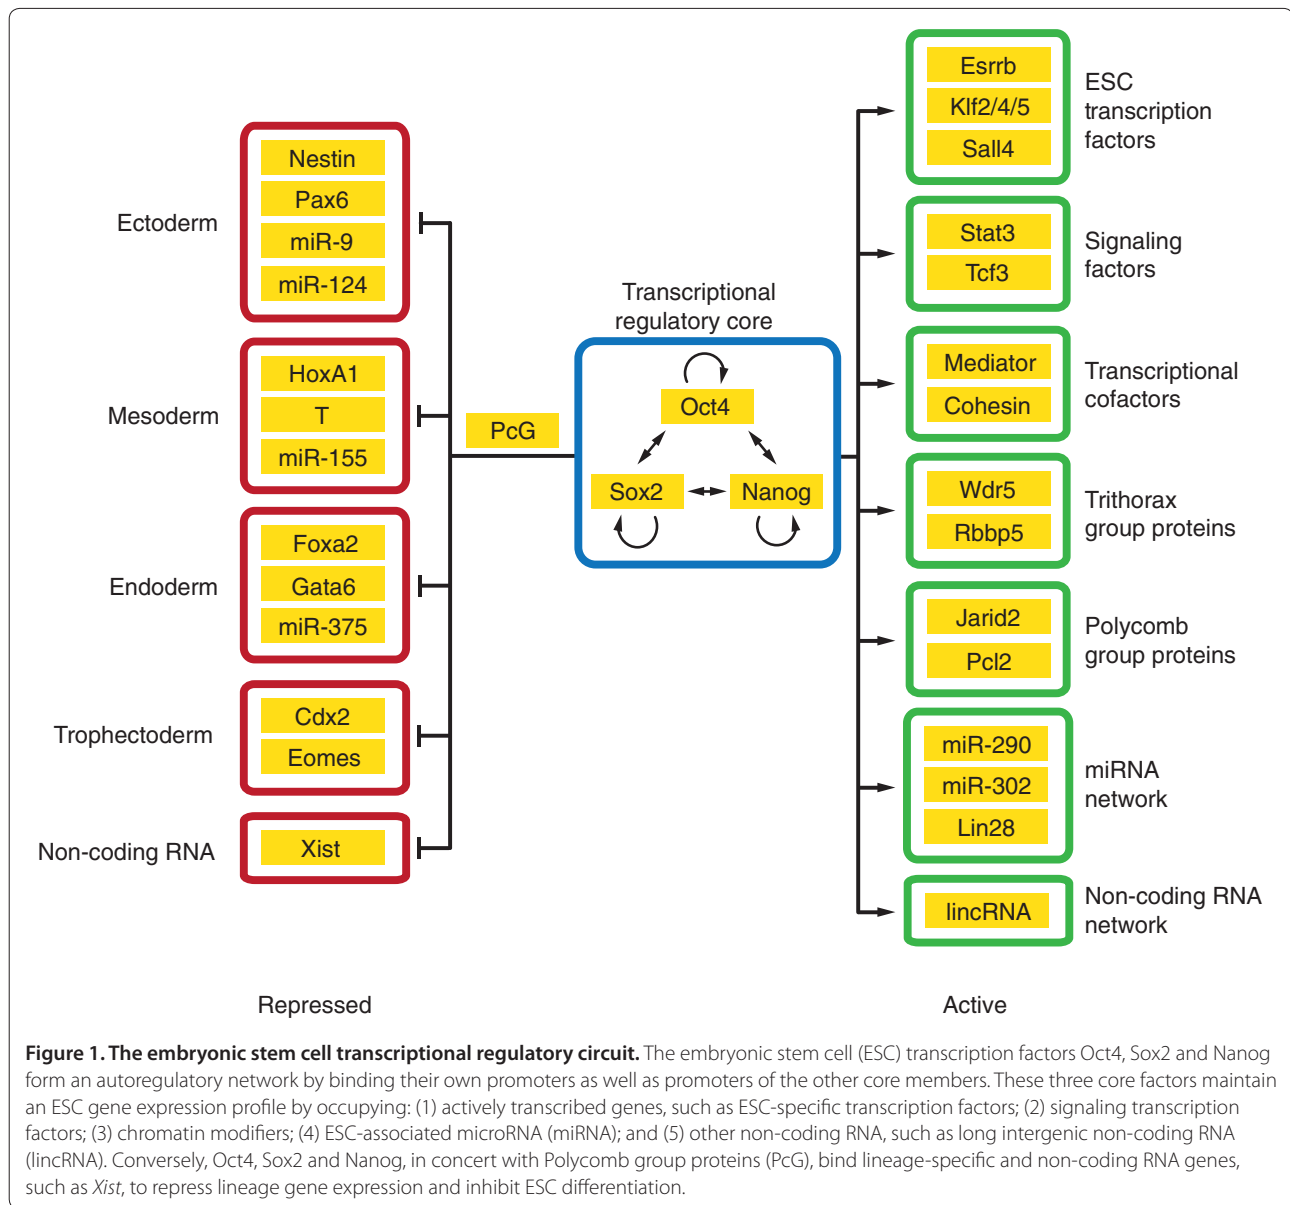 Ectoderm
Nestin
Pax6
miR-9
miR-124
Mesoderm
HoxA1
T
miR-155
Endoderm
Foxa2
Gata6
miR-375
Trophectoderm
Cdx2
Eomes
Non-coding RNA
Xist
Repressed
PcG
Transcriptional
regulatory core
Oct4
Sox2
Nanog
Esrrb
Klf2/4/5
Sall4
ESC
transcription
factors
Stat3
Tcf3
Signaling
factors
Mediator
Cohesin
Transcriptional
cofactors
Wdr5
Rbbp5
Trithorax
group proteins
Jarid2
Pcl2
Polycomb
group proteins
miR-290
miR-302
Lin28
miRNA
network
lincRNA
Non-coding RNA
network
Active
Figure 1. The embryonic stem cell transcriptional regulatory circuit. The embryonic stem cell (ESC) transcription factors Oct4, Sox2 and Nanog
form an autoregulatory network by binding their own promoters as well as promoters of the other core members. These three core factors maintain
an ESC gene expression profile by occupying: (1) actively transcribed genes, such as ESC-specific transcription factors; (2) signaling transcription
factors; (3) chromatin modifiers; (4) ESC-associated microRNA (miRNA); and (5) other non-coding RNA, such as long intergenic non-coding RNA
(lincRNA). Conversely, Oct4, Sox2 and Nanog, in concert with Polycomb group proteins (PcG), bind lineage-specific and non-coding RNA genes,
such as Xist, to repress lineage gene expression and inhibit ESC differentiation.